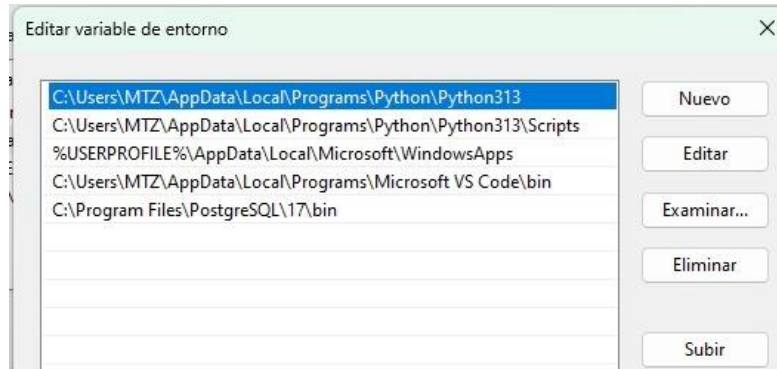 Editar variable de entorno
C:\Users\MTZ\AppData\Local\Programs\Python\Python313
C:\Users\MTZ\AppData\Local\Programs\Python\Python313\Scripts
%USERPROFILE%\AppData\Local\Microsoft\WindowsApps
C:\Users\MTZ\AppData\Local\Programs\Microsoft VS Code\bin
C:\Program Files\PostgreSQL\17\bin
Nuevo
Editar
Examinar...
Eliminar
Subir